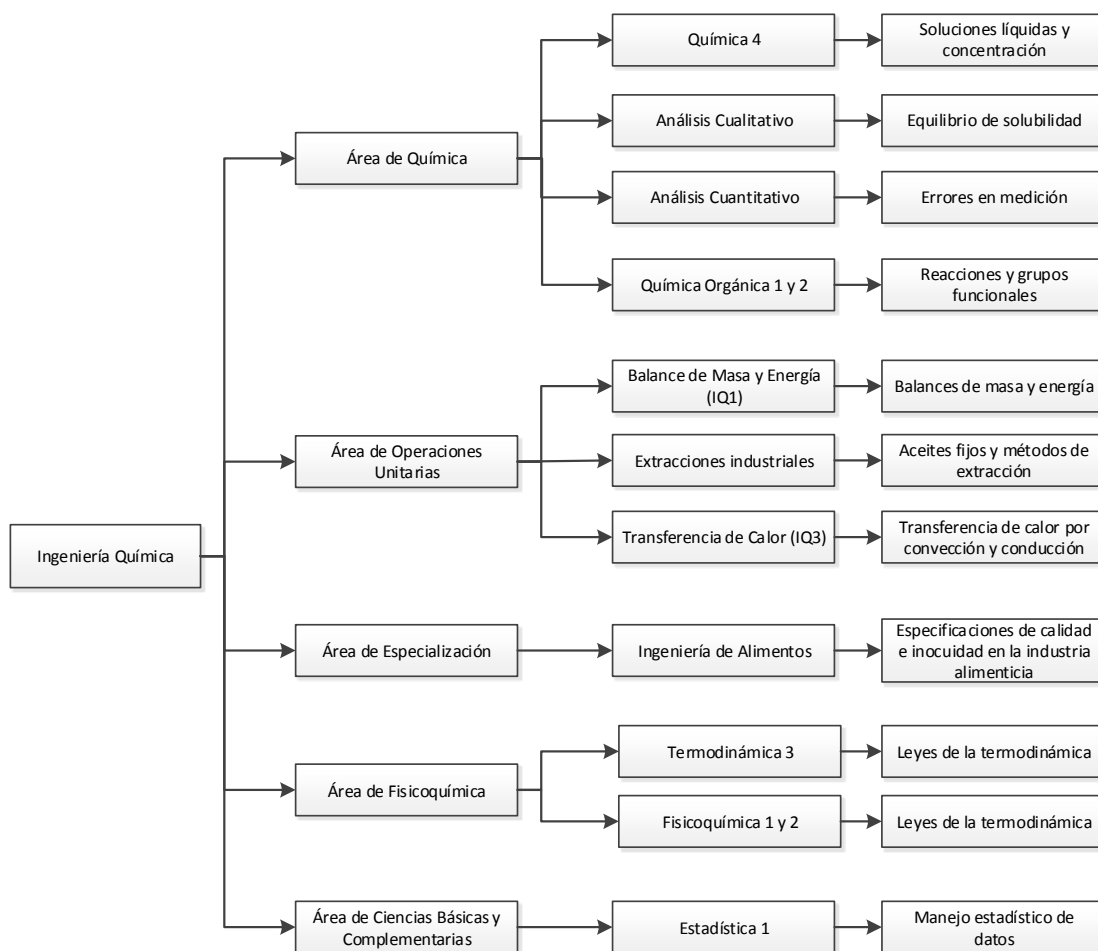 Química 4
Soluciones líquidas y
concentración
Análisis Cualitativo
Equilibrio de solubilidad
Área de Química
Análisis Cuantitativo
Errores en medición
Química Orgánica 1 y 2
Reacciones y grupos
funcionales
Balance de Masa y Energía
(IQ1)
Balances de masa y energía
Área de Operaciones
Unitarias
Extracciones industriales
Aceites fijos y métodos de
extracción
Ingeniería Química
Transferencia de Calor (IQ3)
Transferencia de calor por
convección y conducción
Área de Especialización
Ingeniería de Alimentos
Especificaciones de calidad
e inocuidad en la industria
alimenticia
Termodinámica 3
Leyes de la termodinámica
Área de Fisicoquímica
Fisicoquímica 1 y 2
Leyes de la termodinámica
Área de Ciencias Básicas y
Complementarias
Estadística 1
Manejo estadístico de
datos